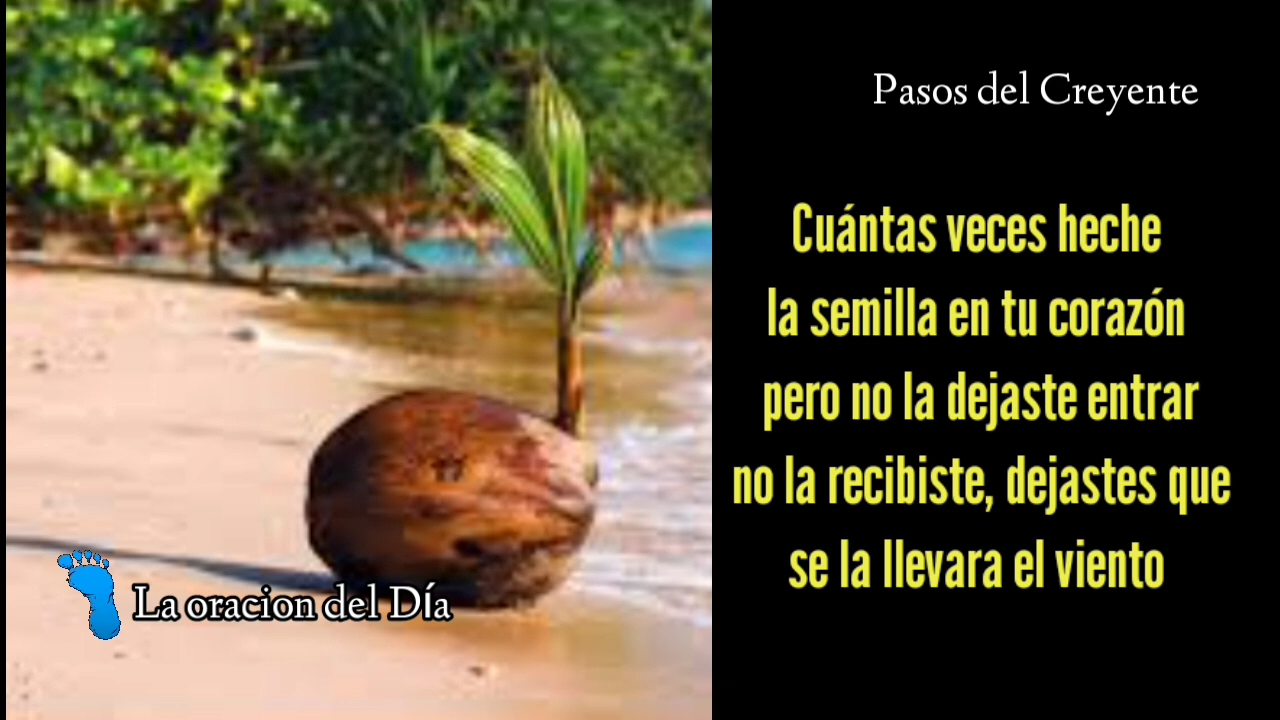 Pasos del Creyente
Cuántas veces heche
la semilla en tu corazón
pero no la dejaste entrar
no la recibiste, dejastes que
se la llevara el viento
La oracion del Día